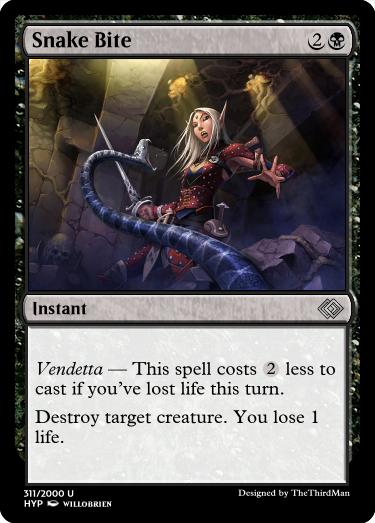 Snake Bite 2
Instant
Vendetta — This spell costs 2 less to
cast if you've lost life this turn.
Destroy target creature. You lose 1
life.
311/2000 U
HYP WILLOBRIEN
Designed by TheThirdMan